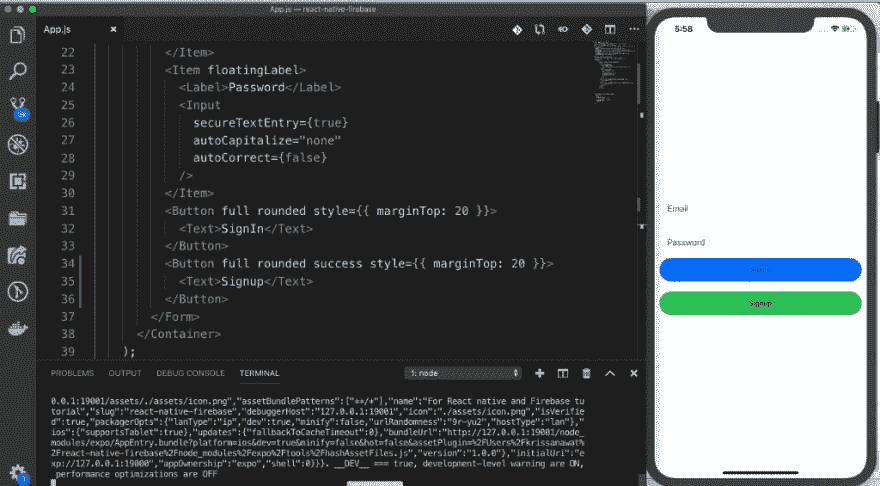 App.js — react-native-firebase
App.js
22 </Item>
23 <Item floatingLabel>
24 <Label>Password</Label>
25 <Input
26 secureTextEntry={true}
27 autoCapitalize="none"
28 autoCorrect={false}
29 />
30 </Item>
31 <Button full rounded style={{ marginTop: 20 }}>
32 <Text>SignIn</Text>
33 </Button>
34 <Button full rounded success style={{ marginTop: 20 }}>
35 <Text>Signup</Text>
36 </Button>
37 </Form>
38 </Container>
39 );
PROBLEMS OUTPUT DEBUG CONSOLE TERMINAL 1: node
0.0.1:19001/assets/./assets/icon.png","assetBundlePatterns":["**/*"],"name":"For React native and Firebase tu
torial","slug":"react-native-firebase","debuggerHost":"127.0.0.1:19001","icon":"./assets/icon.png","isVerifie
d":true,"packagerOpts":{"lanType":"ip","dev":true,"minify":false,"urlRandomness":"9r-yu2","hostType":"lan"},"
ios":{"supportsTablet":true},"updates":{"fallbackToCacheTimeout":0},"bundleUrl":"http://127.0.0.1:19001/node_
modules/expo/AppEntry.bundle?platform=ios&dev=true&minify=false&hot=false&assetPlugin=%2FUsers%2Fkrissanawat%
2Freact-native-firebase%2Fnode_modules%2Fexpo%2Ftools%2FhashAssetFiles.js","version":"1.0.0"},"initialUri":"e
xp://127.0.0.1:19000","appOwnership":"expo","shell":0}}}. __DEV__ === true, development-level warning are ON,
performance optimizations are OFF
5:58
Email
Password
Signup